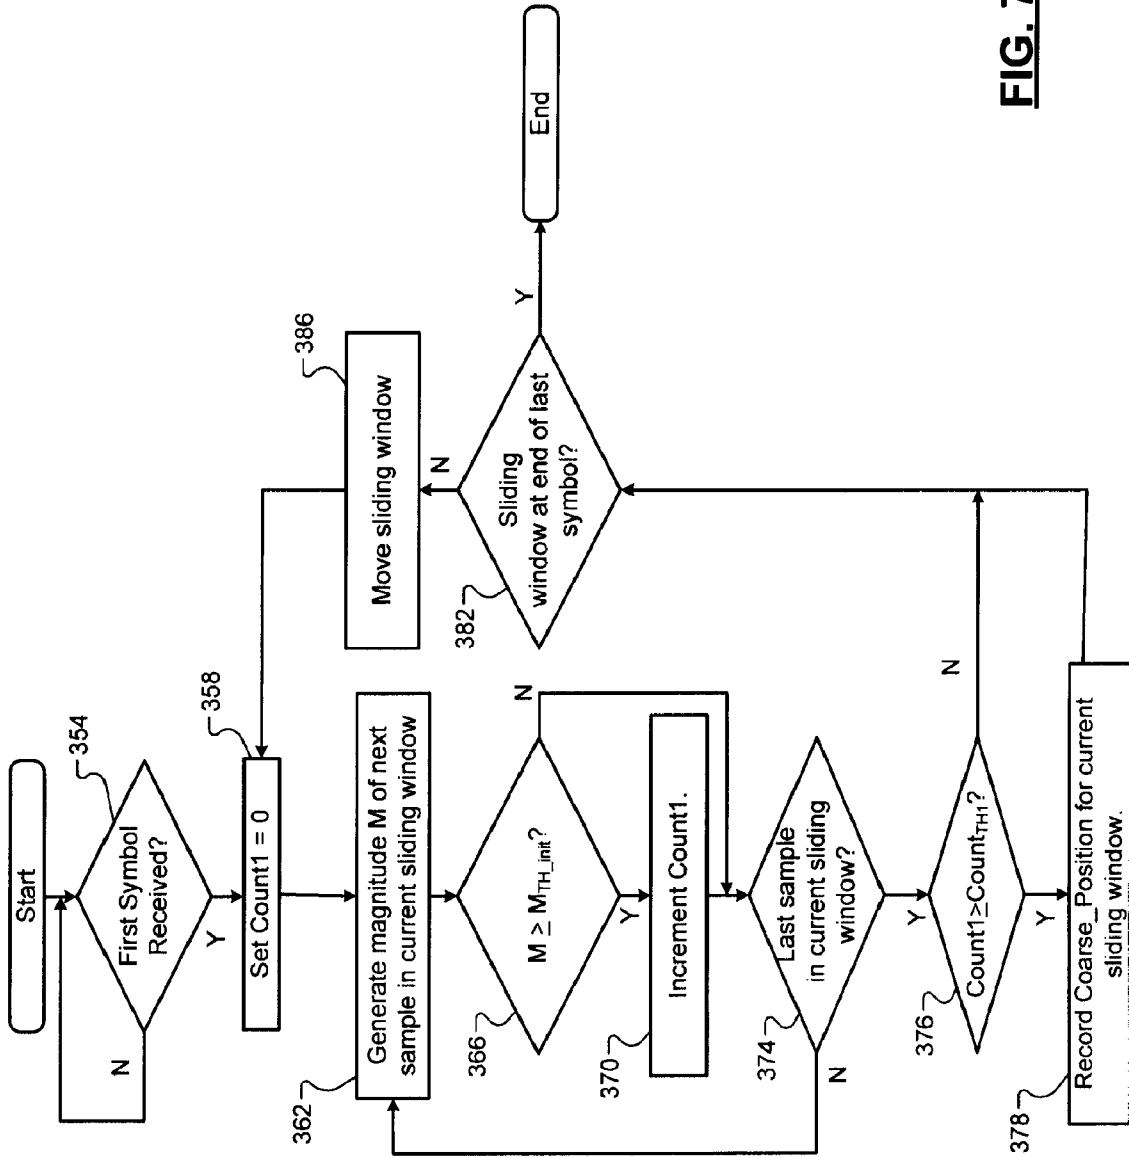 Start
354
First Symbol
Received?
N
Y
358
Set Count1 = 0
362
Generate magnitude M of next
sample in current sliding window
366
M ≥ M_TH_init?
N
Y
370
Increment Count1.
374
Last sample
in current sliding
window?
N
Y
376
Count1≥Count_TH1?
N
Y
378
Record Coarse_Position for current
sliding window.
386
Move sliding window
N
382
Sliding
window at end of last
symbol?
Y
End
FIG. 7